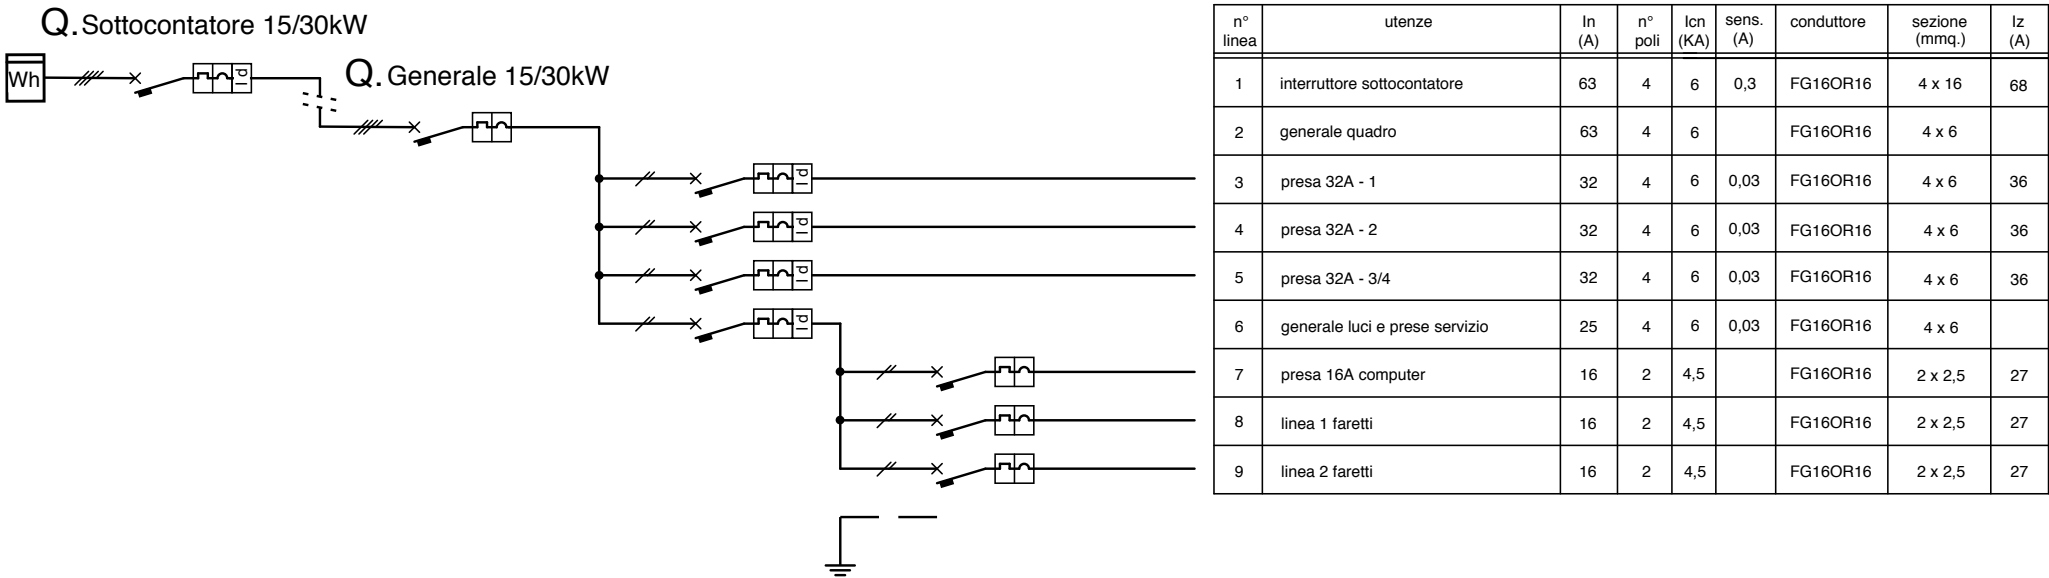 Q. Sottocontatore 15/30kW
Wh
Id
Q. Generale 15/30kW
Id
Id
Id
Id
n° linea utenze In (A) n° poli Icn (KA) sens. (A) conduttore sezione (mmq.) Iz (A)
1 interruttore sottocontatore 63 4 6 0,3 FG16OR16 4 x 16 68
2 generale quadro 63 4 6 FG16OR16 4 x 6
3 presa 32A - 1 32 4 6 0,03 FG16OR16 4 x 6 36
4 presa 32A - 2 32 4 6 0,03 FG16OR16 4 x 6 36
5 presa 32A - 3/4 32 4 6 0,03 FG16OR16 4 x 6 36
6 generale luci e prese servizio 25 4 6 0,03 FG16OR16 4 x 6
7 presa 16A computer 16 2 4,5 FG16OR16 2 x 2,5 27
8 linea 1 faretti 16 2 4,5 FG16OR16 2 x 2,5 27
9 linea 2 faretti 16 2 4,5 FG16OR16 2 x 2,5 27